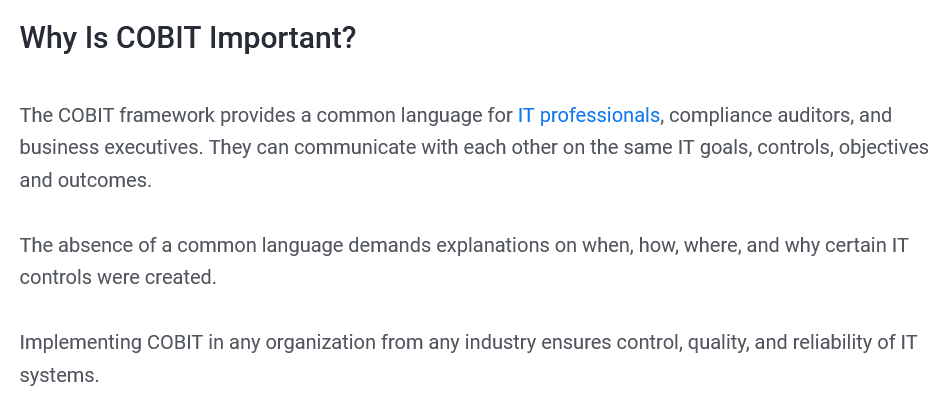 Why Is COBIT Important?
The COBIT framework provides a common language for IT professionals, compliance auditors, and
business executives. They can communicate with each other on the same IT goals, controls, objectives
and outcomes.
The absence of a common language demands explanations on when, how, where, and why certain IT
controls were created.
Implementing COBIT in any organization from any industry ensures control, quality, and reliability of IT
systems.